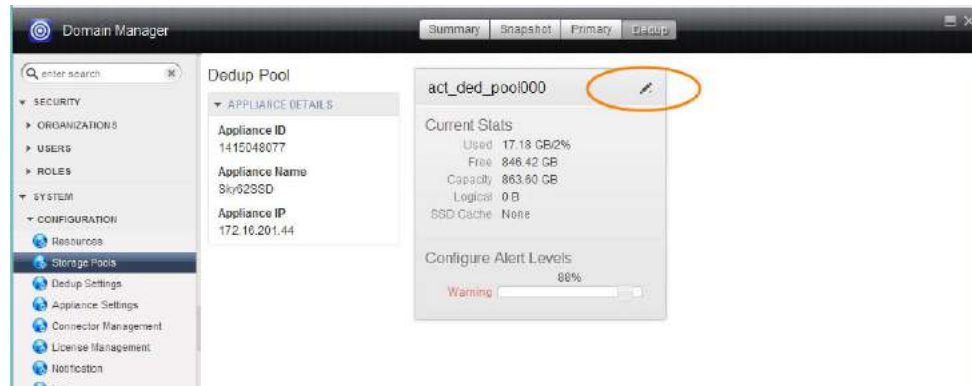 Domain Manager
Summary Snapshot Primary Dedup
enter search
SECURITY
ORGANIZATIONS
USERS
ROLES
SYSTEM
CONFIGURATION
Resources
Storage Pools
Dedup Settings
Appliance Settings
Connector Management
License Management
Notification
Dedup Pool
APPLIANCE DETAILS
Appliance ID
1415048077
Appliance Name
Sky62SSD
Appliance IP
172.16.201.44
act_ded_pool000
Current Stats
Used 17.18 GB/2%
Free 846.42 GB
Capacity 863.60 GB
Logical 0 B
SSD Cache None
Configure Alert Levels
88%
Warning